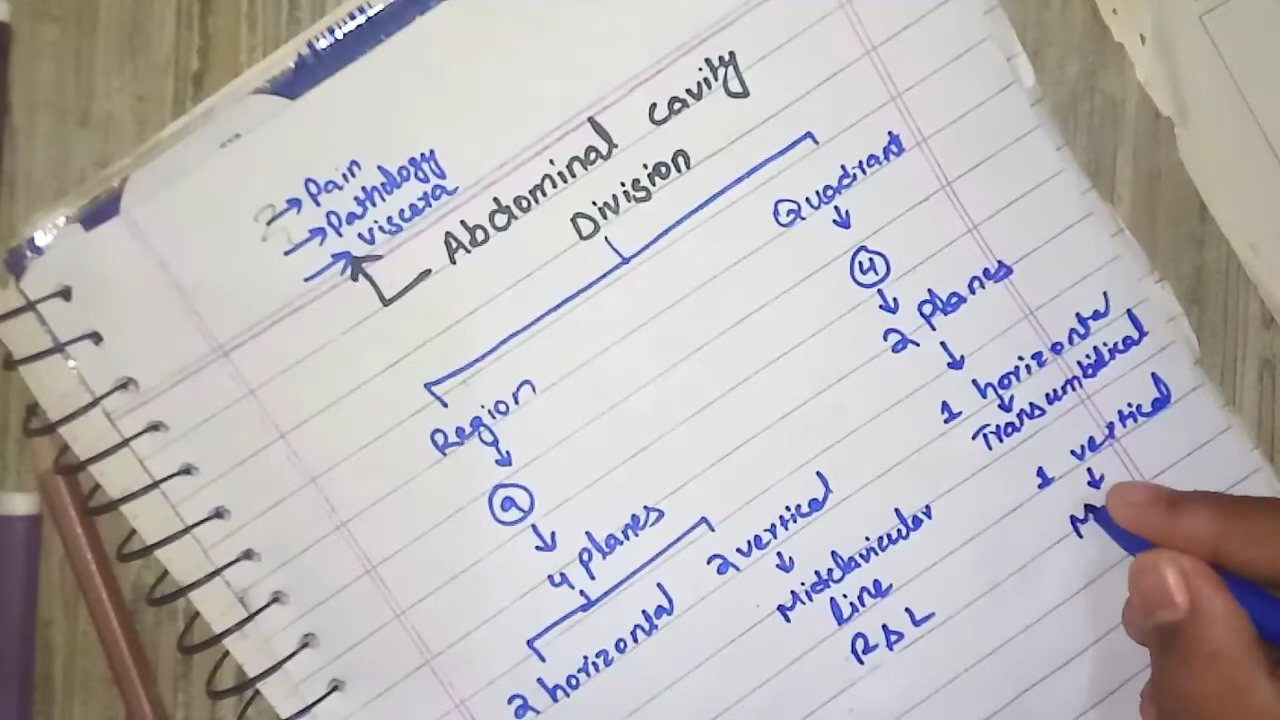 → Pain
→ Pathology
→ viscera
Abdominal cavity
Division
Region
9
4 planes
2 horizontal
2 vertical
Midclavicular
line
R & L
Quadrant
4
2 planes
1 horizontal
Transumbilical
1 vertical
M